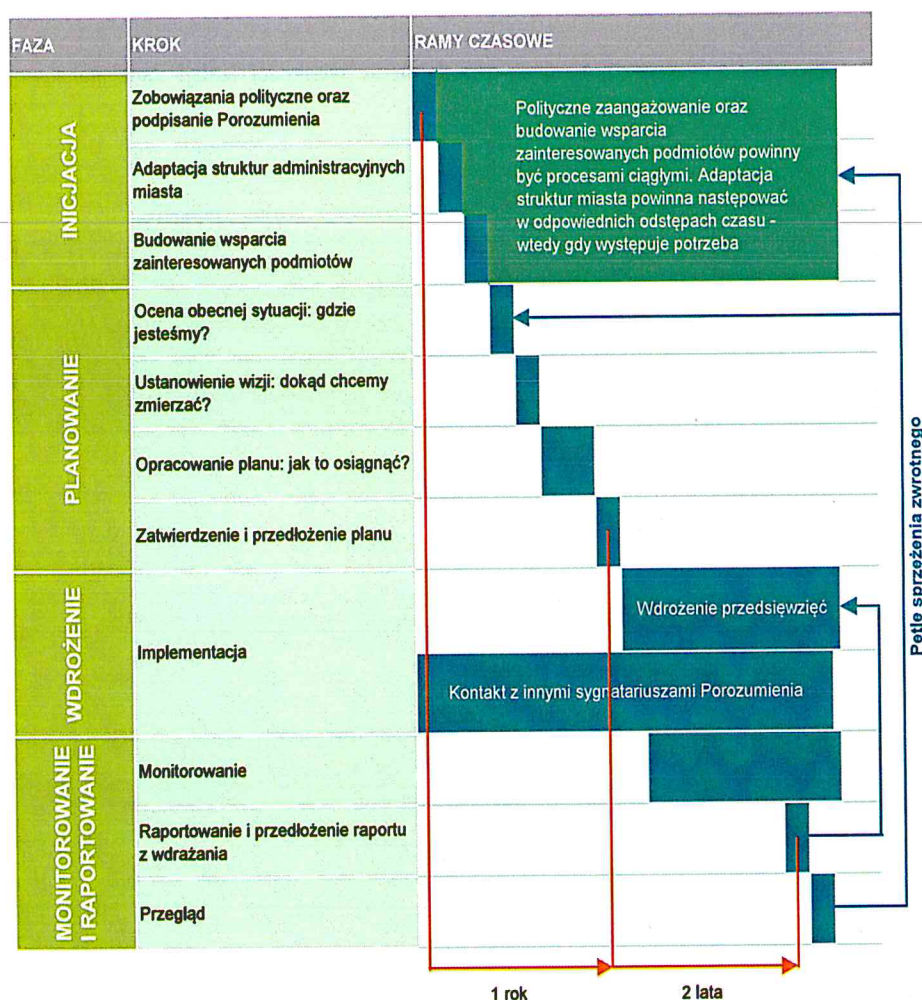 FAZA
KROK
RAMY CZASOWE
INICJACJA
Zobowiązania polityczne oraz
podpisanie Porozumienia
Adaptacja struktur administracyjnych
miasta
Budowanie wsparcia
zainteresowanych podmiotów
Polityczne zaangażowanie oraz
budowanie wsparcia
zainteresowanych podmiotów powinny
być procesami ciągłymi. Adaptacja
struktur miasta powinna następować
w odpowiednich odstępach czasu -
wtedy gdy występuje potrzeba
PLANOWANIE
Ocena obecnej sytuacji: gdzie
jesteśmy?
Ustanowienie wizji: dokąd chcemy
zmierzać?
Opracowanie planu: jak to osiągnąć?
Zatwierdzenie i przedłożenie planu
WDROŻENIE
Implementacja
Wdrożenie przedsięwzięć
Kontakt z innymi sygnatariuszami Porozumienia
MONITOROWANIE
I RAPORTOWANIE
Monitorowanie
Raportowanie i przedłożenie raportu
z wdrażania
Przegląd
Pętle sprzężenia zwrotnego
1 rok
2 lata